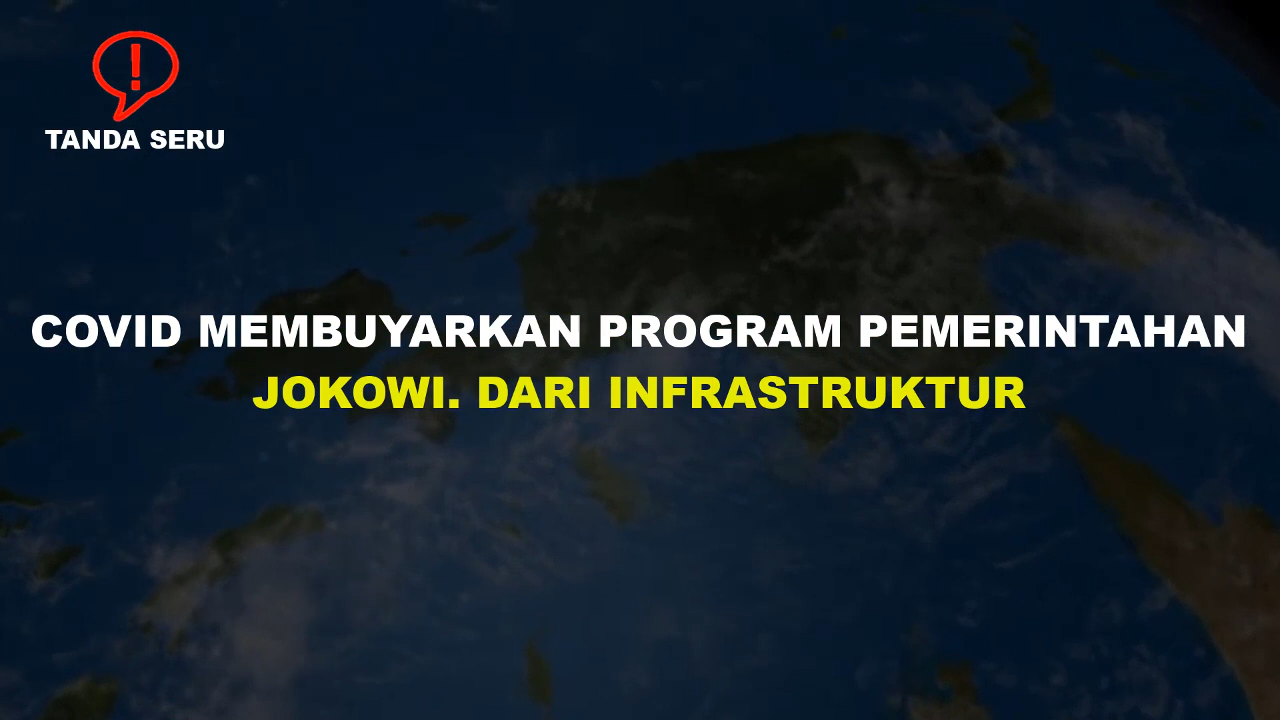 !
TANDA SERU
COVID MEMBUYARKAN PROGRAM PEMERINTAHAN
JOKOWI. DARI INFRASTRUKTUR